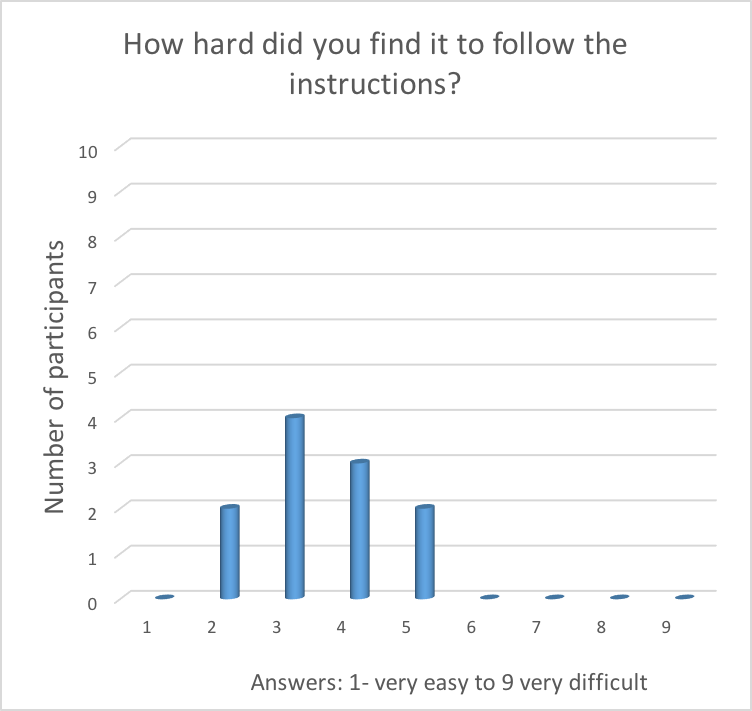 How hard did you find it to follow the
instructions?
Number of participants
10
9
8
7
6
5
4
3
2
1
0
1 2 3 4 5 6 7 8 9
Answers: 1- very easy to 9 very difficult